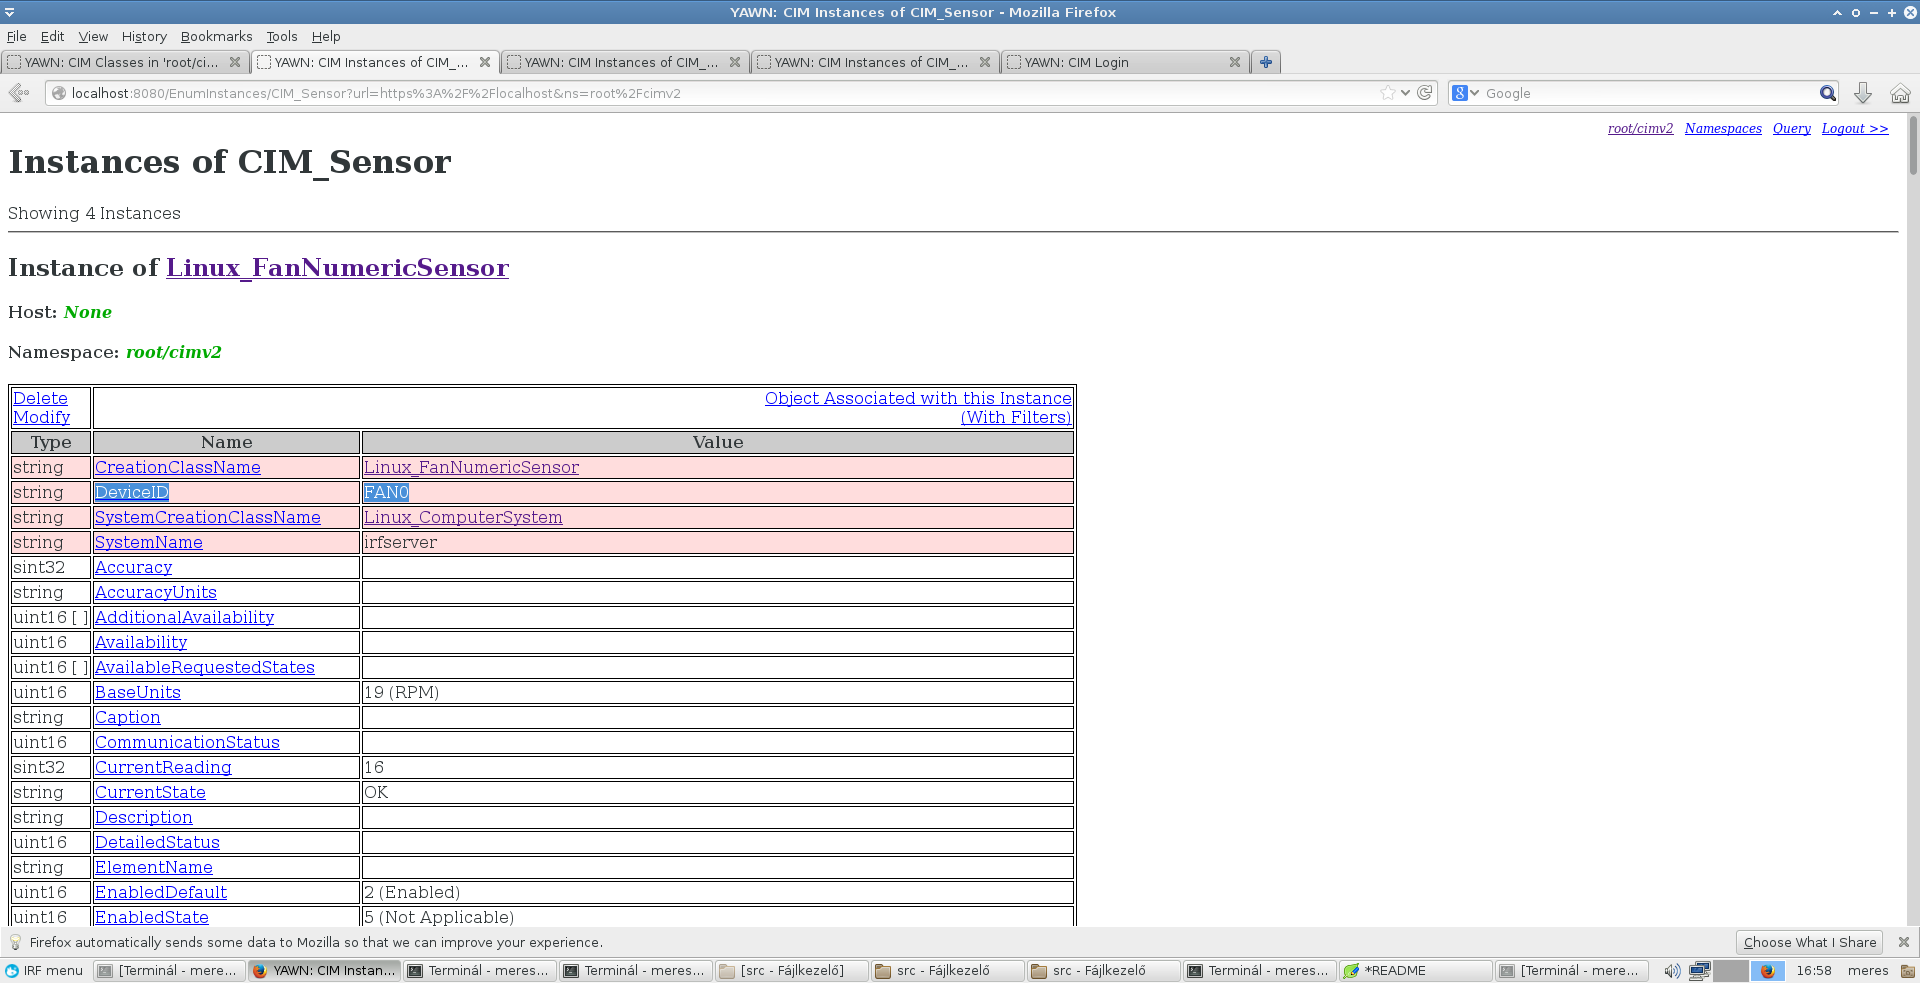 YAWN: CIM Instances of CIM_Sensor - Mozilla Firefox
File Edit View History Bookmarks Tools Help
YAWN: CIM Classes in 'root/ci... YAWN: CIM Instances of CIM_... YAWN: CIM Instances of CIM_... YAWN: CIM Instances of CIM_... YAWN: CIM Login
localhost:8080/EnumInstances/CIM_Sensor?url=https%3A%2F%2Flocalhost&ns=root%2Fcimv2 8 Google
root/cimv2 Namespaces Query Logout >>
Instances of CIM_Sensor
Showing 4 Instances
Instance of Linux_FanNumericSensor
Host: None
Namespace: root/cimv2
Delete Object Associated with this Instance
Modify (With Filters)
Type Name Value
string CreationClassName Linux_FanNumericSensor
string DeviceID FAN0
string SystemCreationClassName Linux_ComputerSystem
string SystemName irfserver
sint32 Accuracy
string AccuracyUnits
uint16 [ ] AdditionalAvailability
uint16 Availability
uint16 [ ] AvailableRequestedStates
uint16 BaseUnits 19 (RPM)
string Caption
uint16 CommunicationStatus
sint32 CurrentReading 16
string CurrentState OK
string Description
uint16 DetailedStatus
string ElementName
uint16 EnabledDefault 2 (Enabled)
uint16 EnabledState 5 (Not Applicable)
Firefox automatically sends some data to Mozilla so that we can improve your experience. Choose What I Share
IRF menu [Terminál - mere... YAWN: CIM Instan... Terminál - meres... Terminál - meres... [src - Fájlkezelő] src - Fájlkezelő src - Fájlkezelő Terminál - meres... *README [Terminál - mere... 16:58 meres